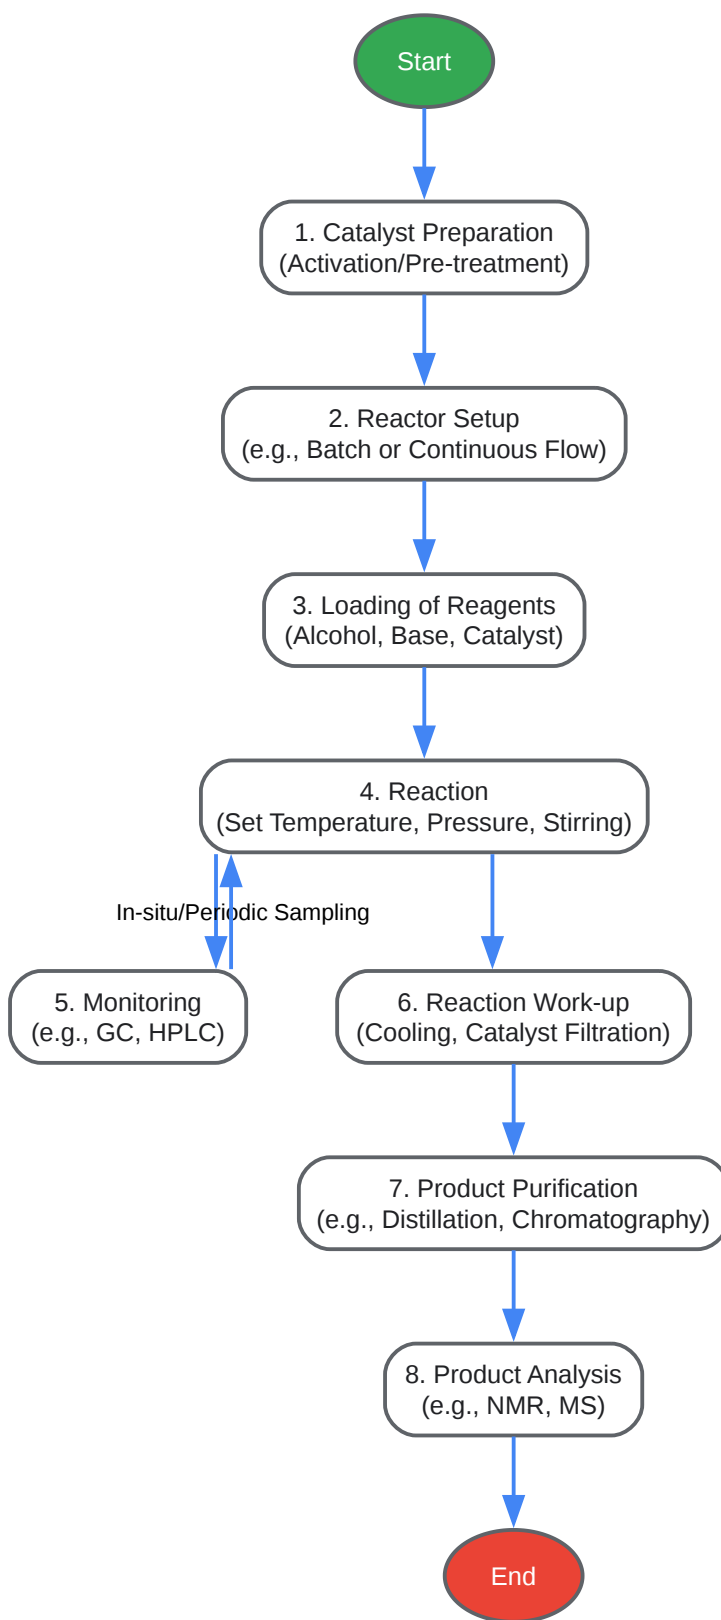 Start
1. Catalyst Preparation
(Activation/Pre-treatment)
2. Reactor Setup
(e.g., Batch or Continuous Flow)
3. Loading of Reagents
(Alcohol, Base, Catalyst)
4. Reaction
(Set Temperature, Pressure, Stirring)
In-situ/Periodic Sampling
5. Monitoring
(e.g., GC, HPLC)
6. Reaction Work-up
(Cooling, Catalyst Filtration)
7. Product Purification
(e.g., Distillation, Chromatography)
8. Product Analysis
(e.g., NMR, MS)
End